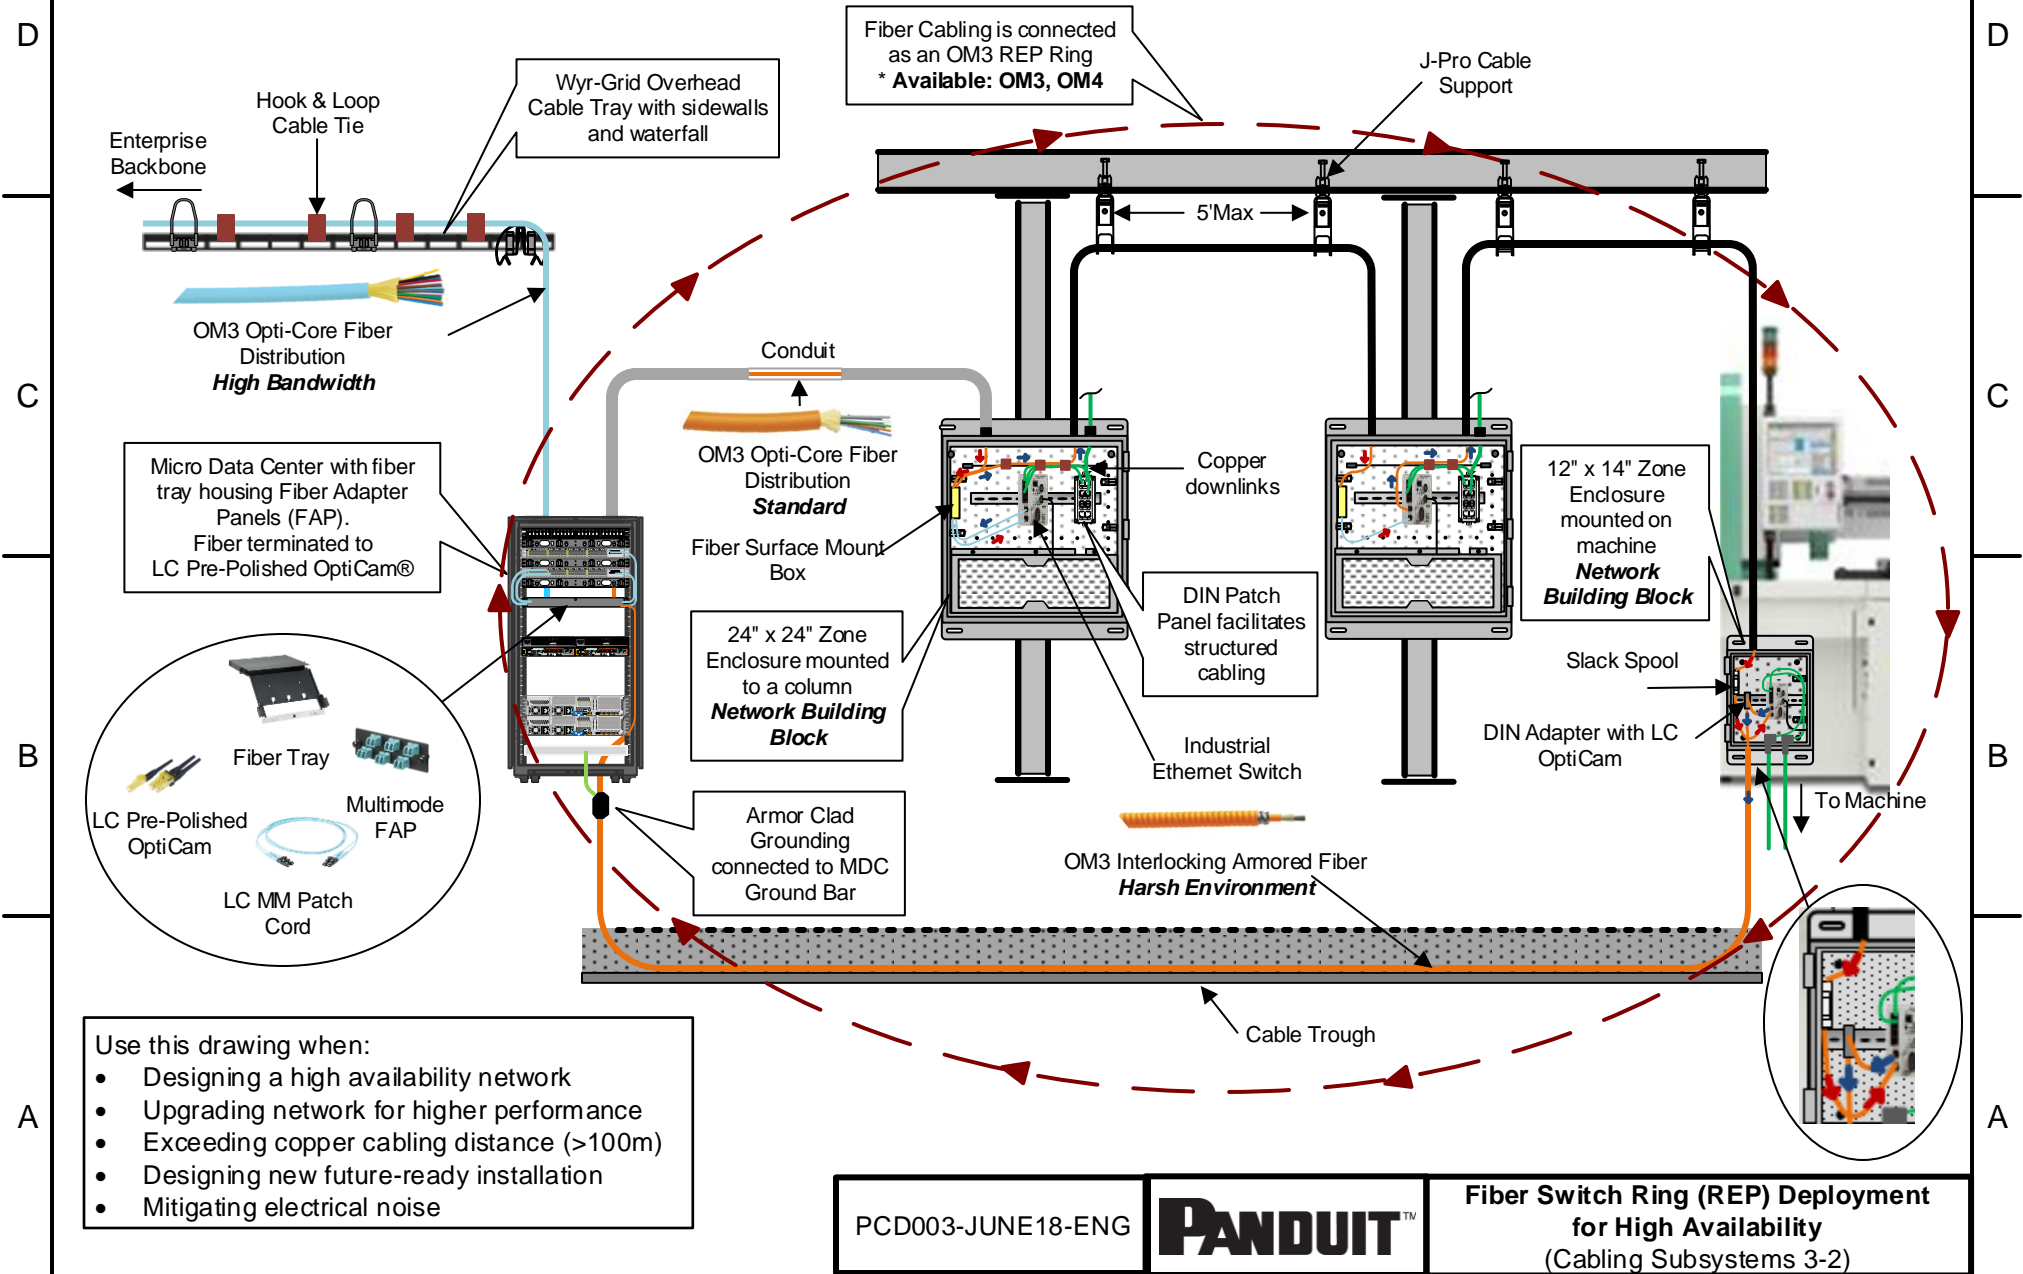 D
D
Fiber Cabling is connected
as an OM3 REP Ring
* Available: OM3, OM4
J-Pro Cable
Support
Wyr-Grid Overhead
Cable Tray with sidewalls
and waterfall
Hook & Loop
Cable Tie
Enterprise
Backbone
5'Max
OM3 Opti-Core Fiber
Distribution
High Bandwidth
Conduit
C
C
OM3 Opti-Core Fiber
Distribution
Standard
Copper
downlinks
Micro Data Center with fiber
tray housing Fiber Adapter
Panels (FAP).
Fiber terminated to
LC Pre-Polished OptiCam®
12" x 14" Zone
Enclosure
mounted on
machine
Network
Building Block
Fiber Surface Mount
Box
DIN Patch
Panel facilitates
structured
cabling
24" x 24" Zone
Enclosure mounted
to a column
Network Building
Block
Slack Spool
DIN Adapter with LC
OptiCam
Industrial
Ethernet Switch
B
B
Fiber Tray
Multimode
FAP
LC Pre-Polished
OptiCam
LC MM Patch
Cord
Armor Clad
Grounding
connected to MDC
Ground Bar
To Machine
OM3 Interlocking Armored Fiber
Harsh Environment
Cable Trough
A
A
Use this drawing when:
• Designing a high availability network
• Upgrading network for higher performance
• Exceeding copper cabling distance (>100m)
• Designing new future-ready installation
• Mitigating electrical noise
PCD003-JUNE18-ENG
PANDUIT™
Fiber Switch Ring (REP) Deployment
for High Availability
(Cabling Subsystems 3-2)